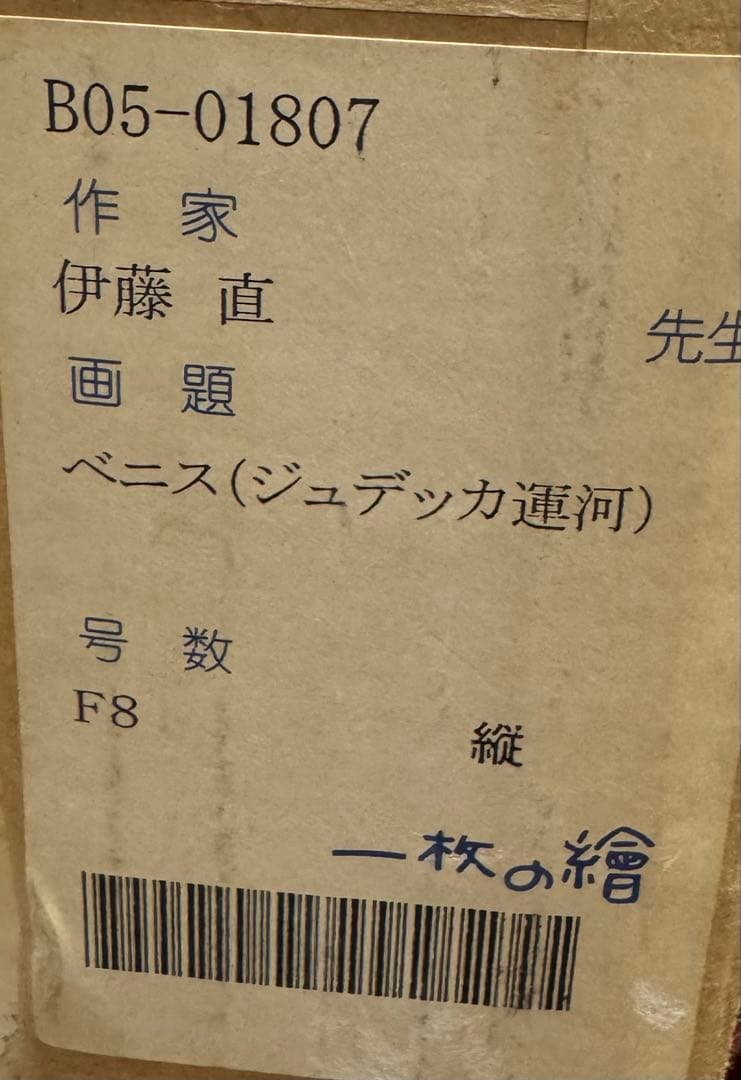 B05-01807
作 家
伊藤 直 先生
画 題
ベニス(ジュデッカ運河)
号 数
F8 縦
一枚の繪